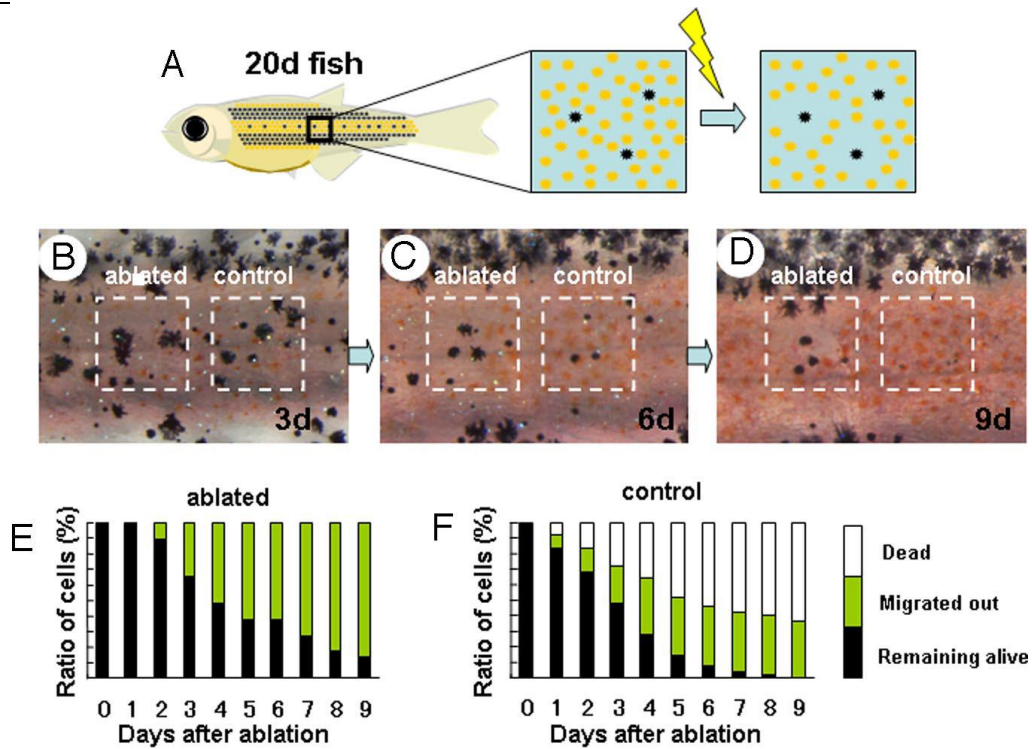 A
20d fish
B
ablated
control
3d
C
ablated
control
6d
D
ablated
control
9d
E
ablated
Ratio of cells (%)
0 1 2 3 4 5 6 7 8 9
Days after ablation
F
control
Ratio of cells (%)
0 1 2 3 4 5 6 7 8 9
Days after ablation
Dead
Migrated out
Remaining alive